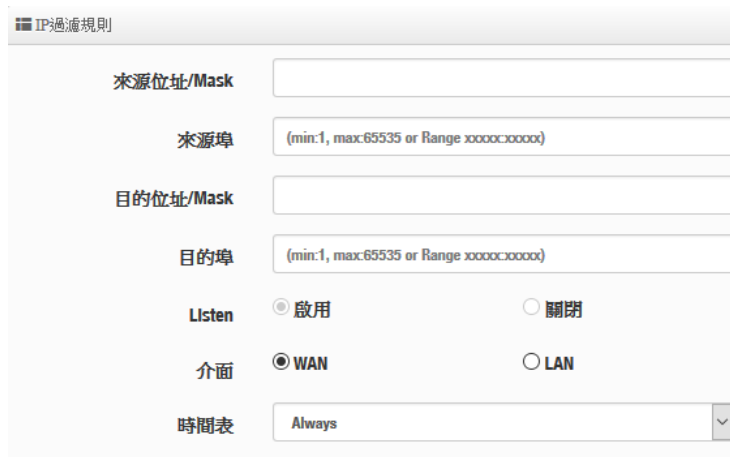 IP過濾規則
來源位址/Mask
來源埠 (min:1, max:65535 or Range xxxxx:xxxxx)
目的位址/Mask
目的埠 (min:1, max:65535 or Range xxxxx:xxxxx)
Listen 啟用 關閉
介面 WAN LAN
時間表 Always